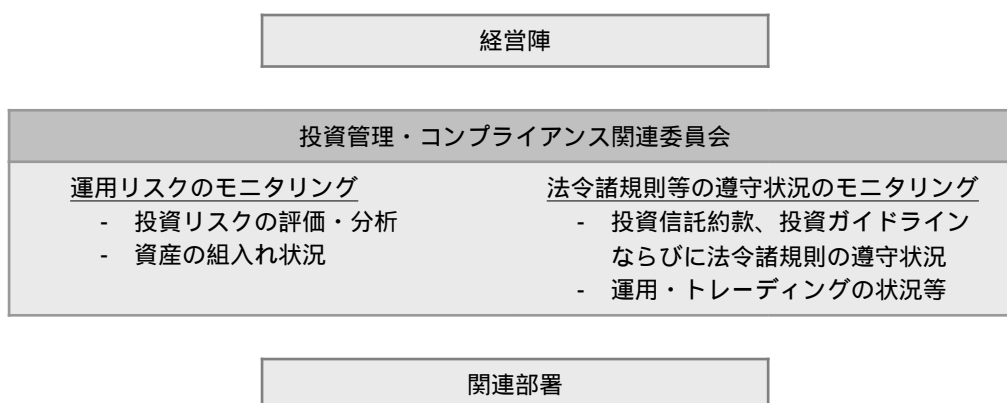 経営陣
投資管理・コンプライアンス関連委員会
運用リスクのモニタリング
- 投資リスクの評価・分析
- 資産の組入れ状況
法令諸規則等の遵守状況のモニタリング
- 投資信託約款、投資ガイドライン
ならびに法令諸規則の遵守状況
- 運用・トレーディングの状況等
関連部署